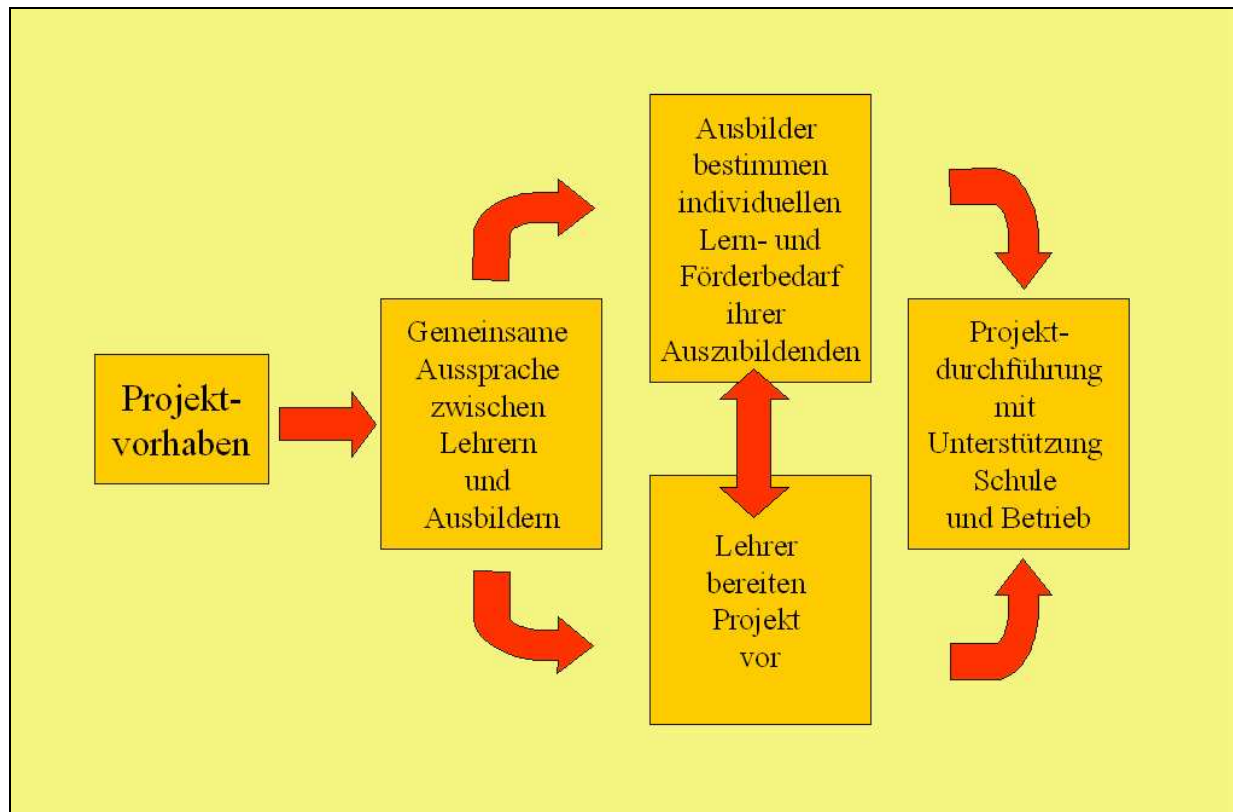 Projekt-
vorhaben
Gemeinsame
Aussprache
zwischen
Lehrern
und
Ausbildern
Ausbilder
bestimmen
individuellen
Lern- und
Förderbedarf
ihrer
Auszubildenden
Lehrer
bereiten
Projekt
vor
Projekt-
durchführung
mit
Unterstützung
Schule
und Betrieb